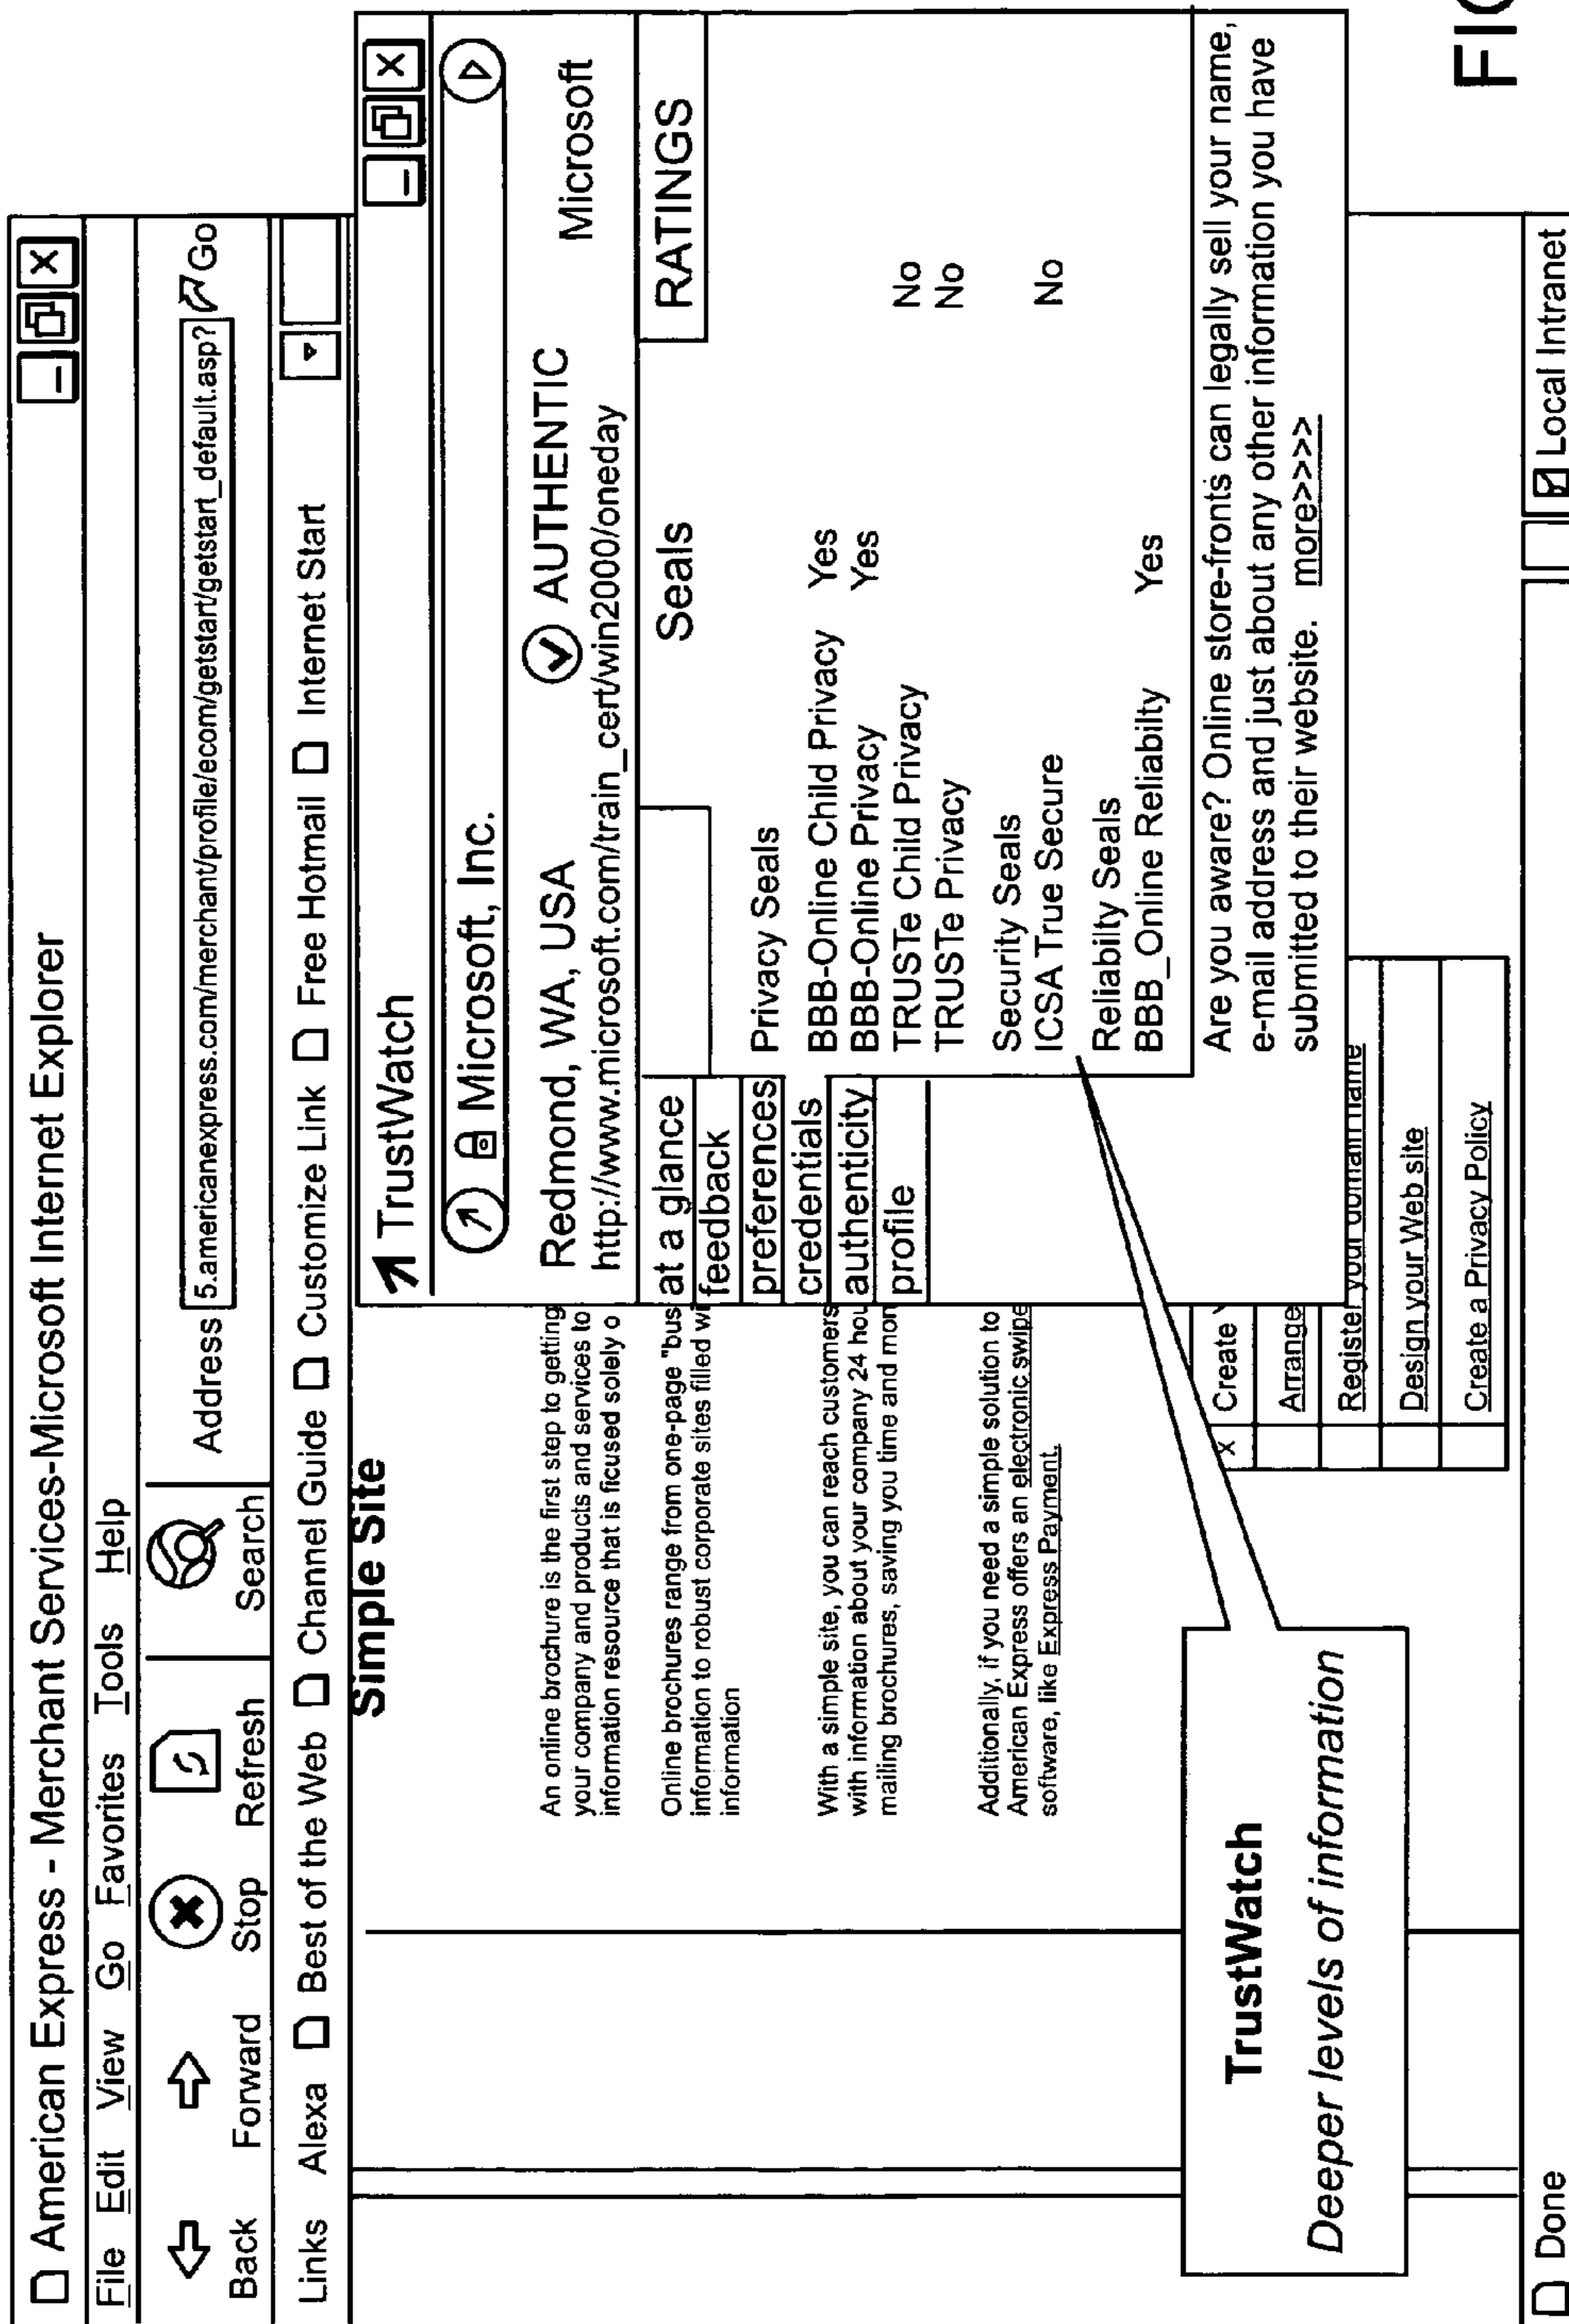 American Express - Merchant Services-Microsoft Internet Explorer
File Edit View Go Favorites Tools Help
Back Forward Stop Refresh Search Address 5.americanexpress.com/merchant/profile/ecom/getstart/getstart_default.asp? Go
Links Alexa Best of the Web Channel Guide Customize Link Free Hotmail Internet Start
Simple Site
An online brochure is the first step to getting
your company and products and services to
information resource that is ficused solely o
Online brochures range from one-page "bus
information to robust corporate sites filled wi
information
With a simple site, you can reach customers
with information about your company 24 hou
mailing brochures, saving you time and mon
Additionally, if you need a simple solution to
American Express offers an electronic swipe
software, like Express Payment.
x Create
Arrange
Register your domain name
Design your Web site
Create a Privacy Policy
TrustWatch
Microsoft, Inc.
Redmond, WA, USA AUTHENTIC Microsoft
http://www.microsoft.com/train_cert/win2000/oneday
at a glance
feedback
preferences
credentials
authenticity
profile
Seals RATINGS
Privacy Seals
BBB-Online Child Privacy Yes
BBB-Online Privacy Yes
TRUSTe Child Privacy No
TRUSTe Privacy No
Security Seals
ICSA True Secure No
Reliabilty Seals
BBB_Online Reliabilty Yes
Are you aware? Online store-fronts can legally sell your name,
e-mail address and just about any other information you have
submitted to their website. more>>>>
TrustWatch
Deeper levels of information
Done Local Intranet